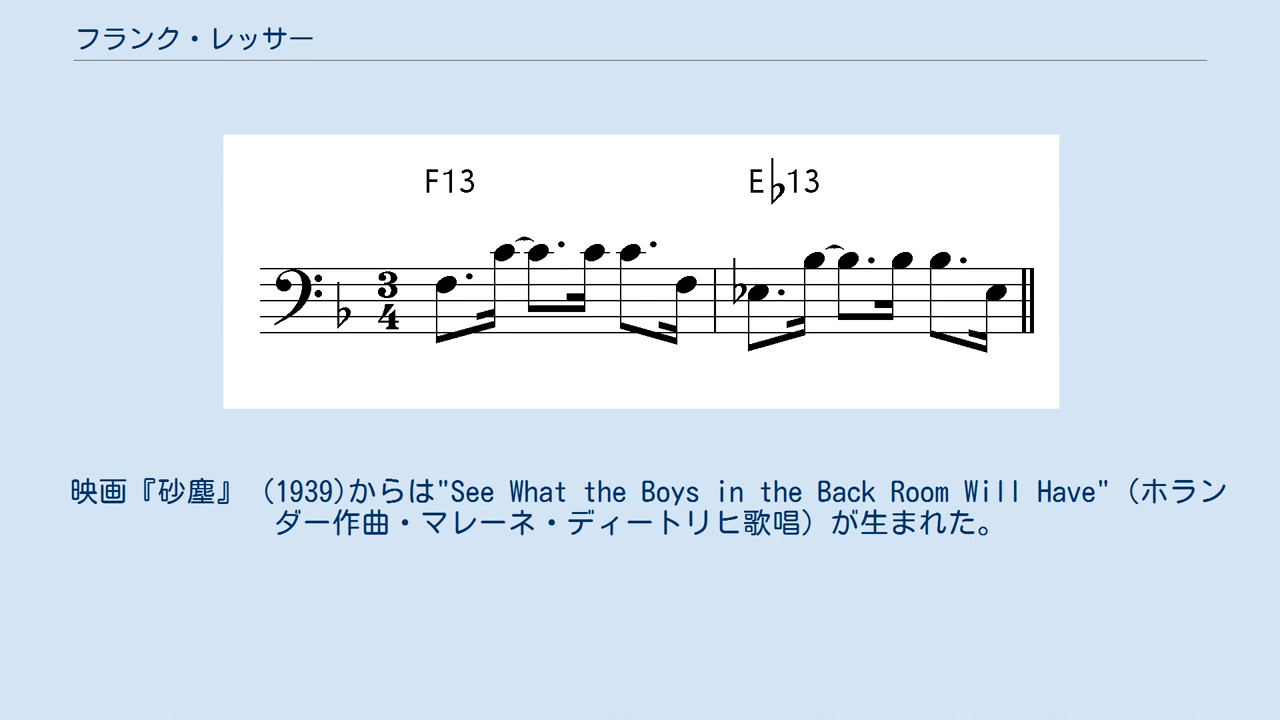 フランク・レッサー
F13 E♭13
3
4
映画『砂塵』 (1939)からは"See What the Boys in the Back Room Will Have" (ホラン
ダー作曲・マレーネ・ディートリヒ歌唱) が生まれた。